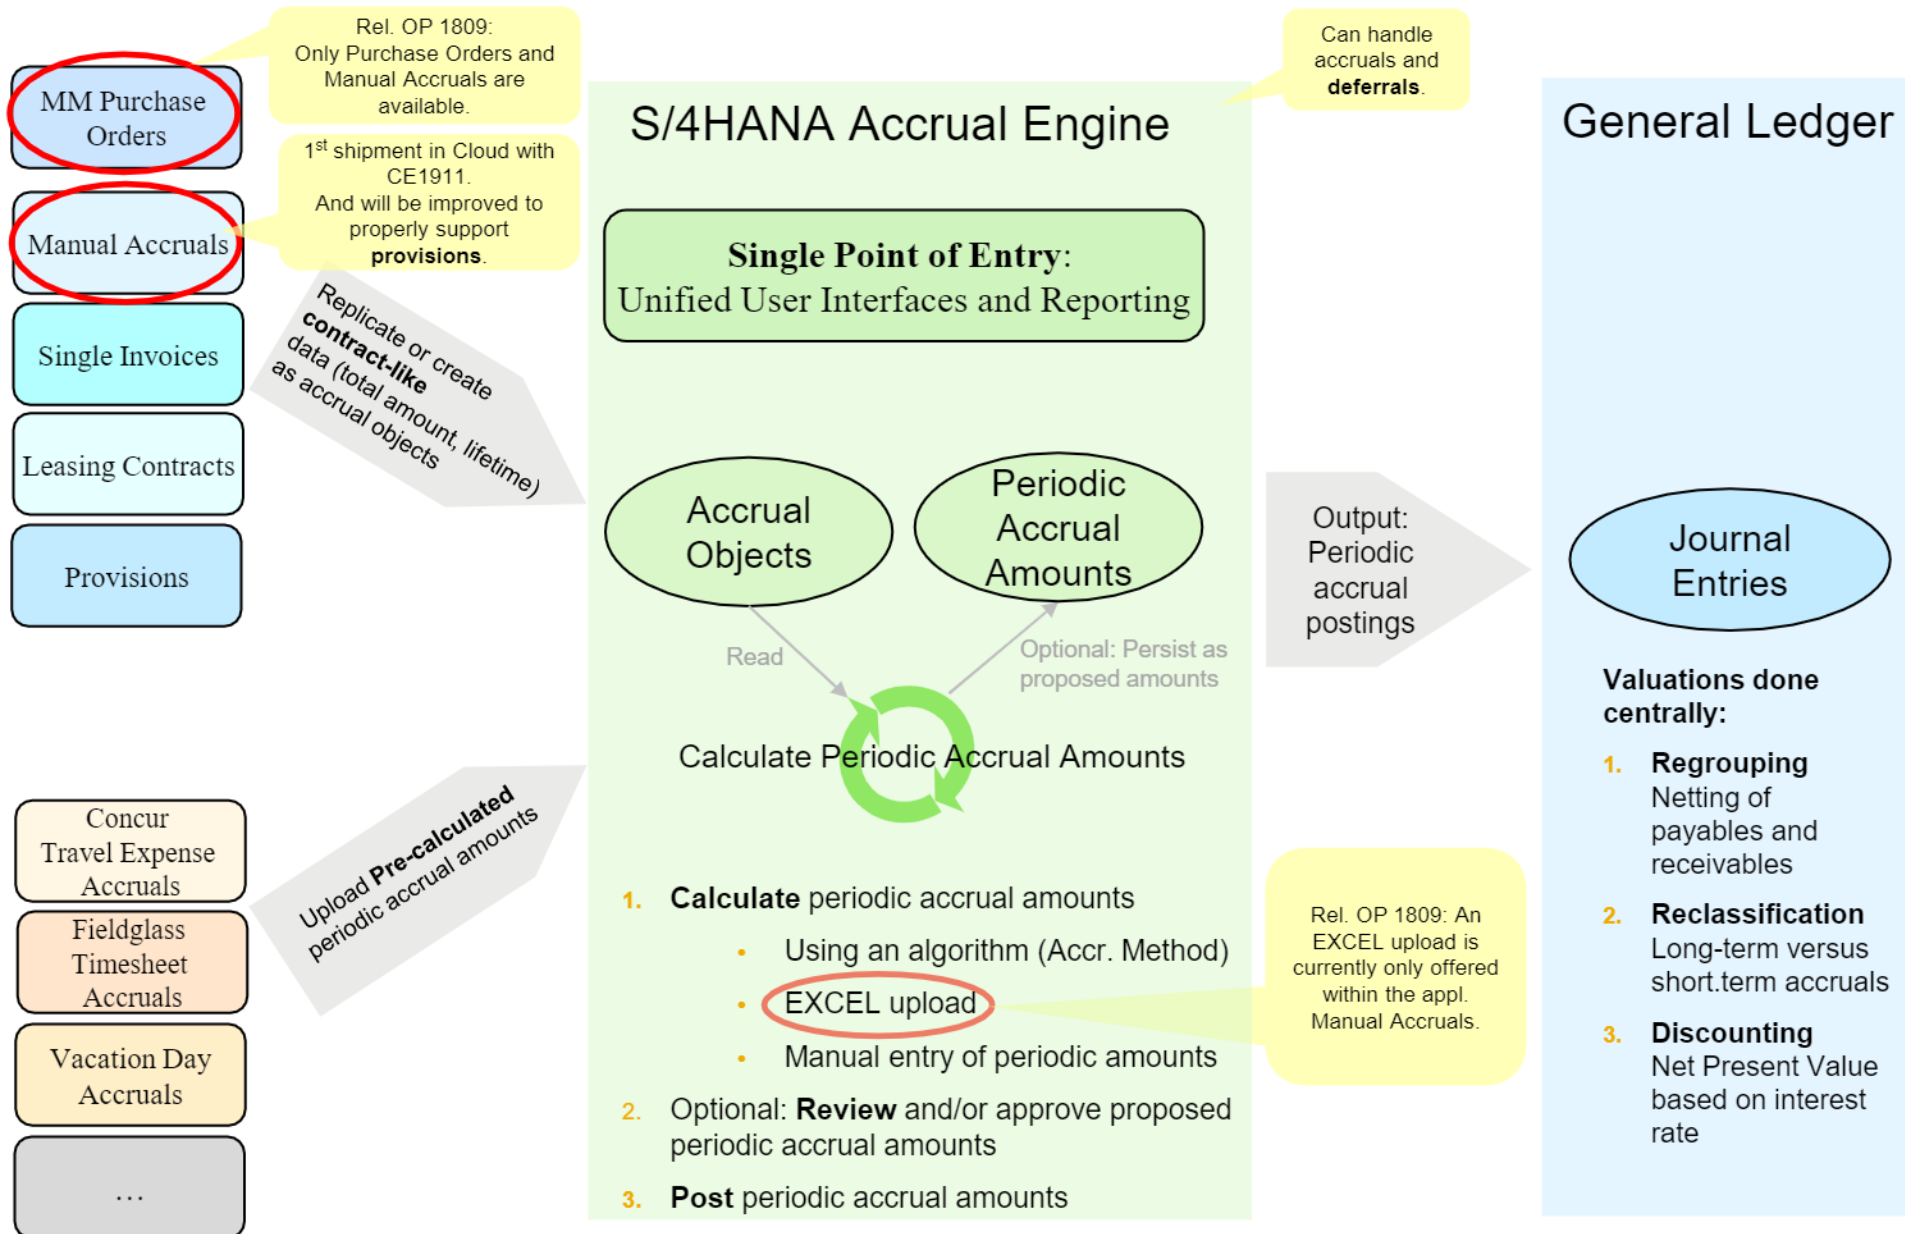 Rel. OP 1809:
Only Purchase Orders and
Manual Accruals are
available.
MM Purchase
Orders
1st shipment in Cloud with
CE1911.
And will be improved to
properly support
provisions.
Manual Accruals
Single Invoices
Leasing Contracts
Provisions
Replicate or create
contract-like
data (total amount, lifetime)
as accrual objects
Concur
Travel Expense
Accruals
Fieldglass
Timesheet
Accruals
Vacation Day
Accruals
...
Upload Pre-calculated
periodic accrual amounts
Can handle
accruals and
deferrals.
S/4HANA Accrual Engine
Single Point of Entry:
Unified User Interfaces and Reporting
Accrual
Objects
Periodic
Accrual
Amounts
Read
Optional: Persist as
proposed amounts
Calculate Periodic Accrual Amounts
1. Calculate periodic accrual amounts
• Using an algorithm (Accr. Method)
• EXCEL upload
• Manual entry of periodic amounts
2. Optional: Review and/or approve proposed
periodic accrual amounts
3. Post periodic accrual amounts
Rel. OP 1809: An
EXCEL upload is
currently only offered
within the appl.
Manual Accruals.
Output:
Periodic
accrual
postings
General Ledger
Journal
Entries
Valuations done
centrally:
1. Regrouping
Netting of
payables and
receivables
2. Reclassification
Long-term versus
short.term accruals
3. Discounting
Net Present Value
based on interest
rate